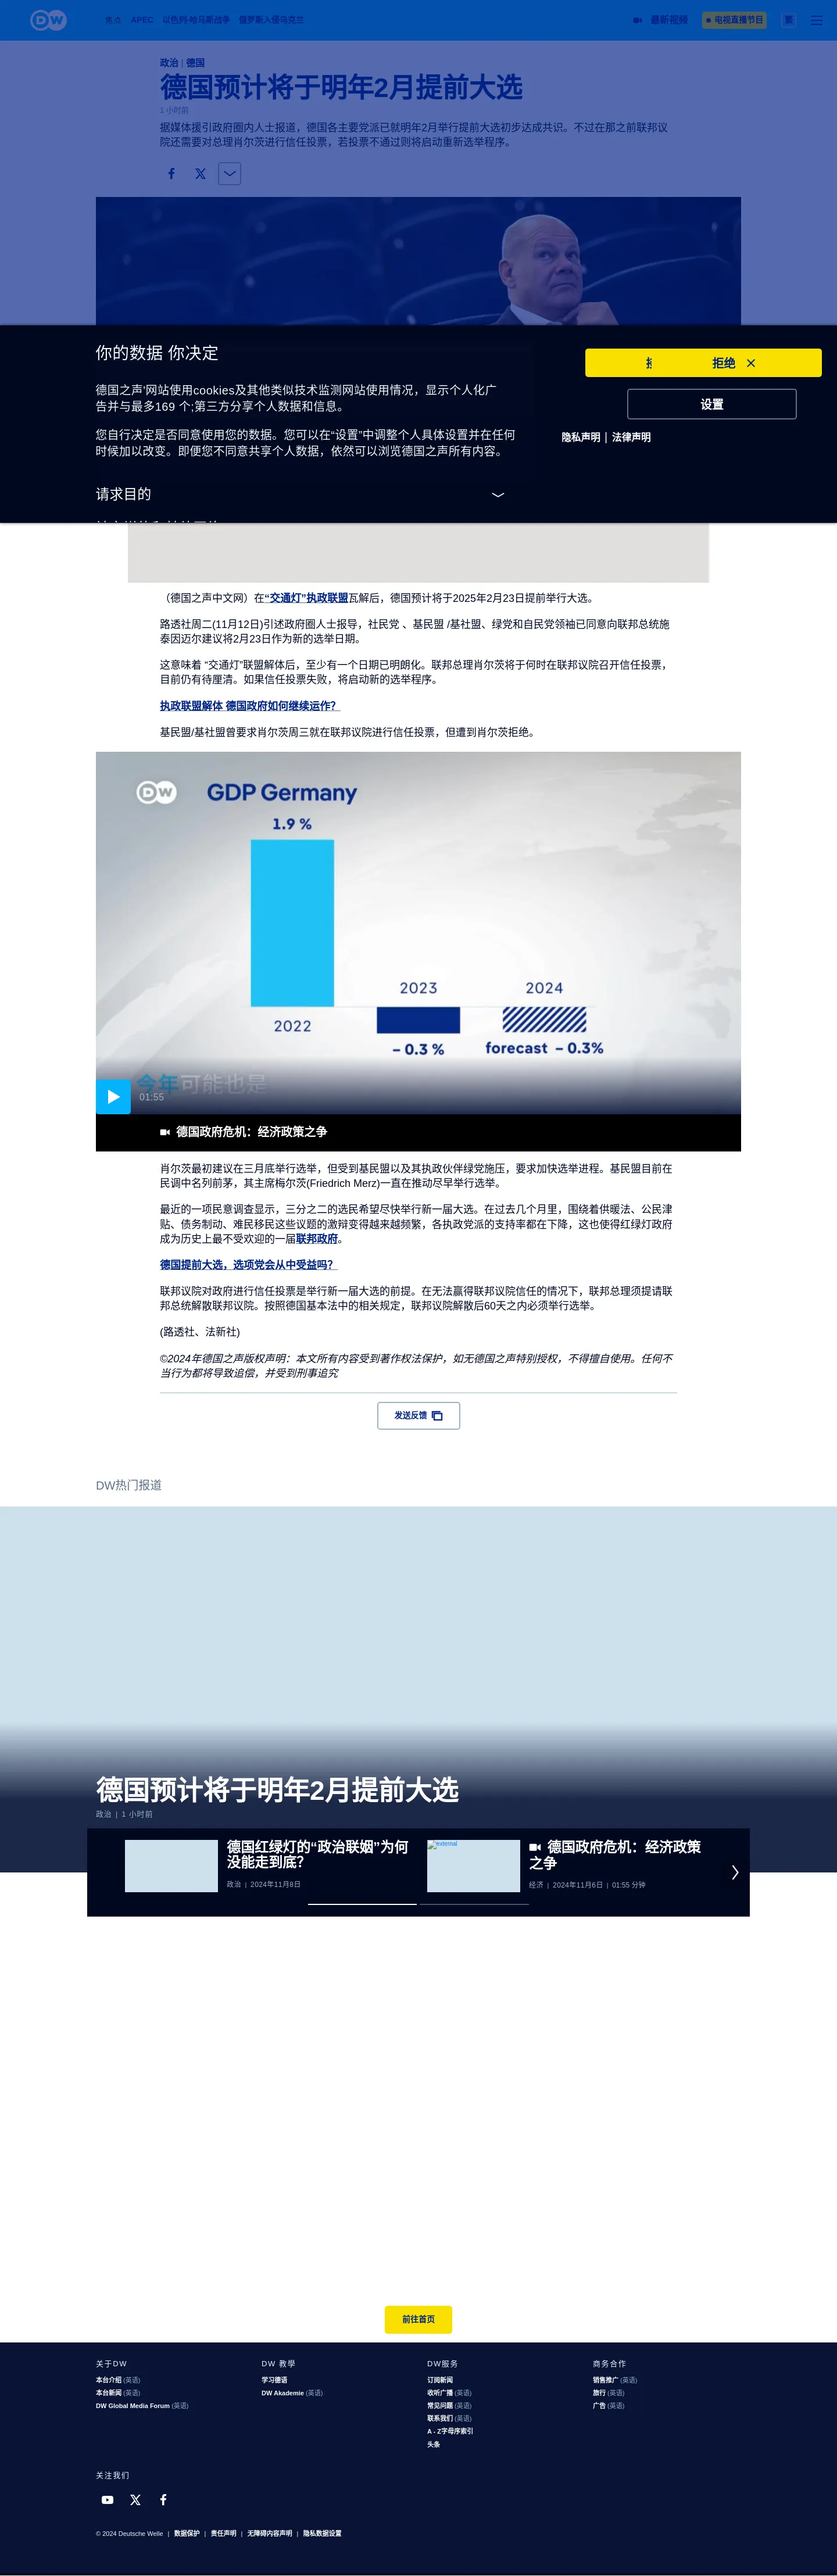 DW
焦点 APEC 以色列-哈马斯战争 俄罗斯入侵乌克兰
最新视频
电视直播节目
繁
政治 | 德国
德国预计将于明年2月提前大选
1 小时前
据媒体援引政府圈内人士报道，德国各主要党派已就明年2月举行提前大选初步达成共识。不过在那之前联邦议
院还需要对总理肖尔茨进行信任投票，若投票不通过则将启动重新选举程序。
你的数据 你决定
德国之声'网站使用cookies及其他类似技术监测网站使用情况，显示个人化广
告并与最多169 个;第三方分享个人数据和信息。
您自行决定是否同意使用您的数据。您可以在“设置”中调整个人具体设置并在任何
时候加以改变。即便您不同意共享个人数据，依然可以浏览德国之声所有内容。
请求目的
拒绝
设置
隐私声明 | 法律声明
（德国之声中文网）在“交通灯”执政联盟瓦解后，德国预计将于2025年2月23日提前举行大选。
路透社周二(11月12日)引述政府圈人士报导，社民党 、基民盟 /基社盟、绿党和自民党领袖已同意向联邦总统施
泰因迈尔建议将2月23日作为新的选举日期。
这意味着 “交通灯”联盟解体后，至少有一个日期已明朗化。联邦总理肖尔茨将于何时在联邦议院召开信任投票，
目前仍有待厘清。如果信任投票失败，将启动新的选举程序。
执政联盟解体 德国政府如何继续运作？
基民盟/基社盟曾要求肖尔茨周三就在联邦议院进行信任投票，但遭到肖尔茨拒绝。
DW GDP Germany
1.9 %
2023 2024
2022
– 0.3 % forecast – 0.3%
今年可能也是
01:55
德国政府危机：经济政策之争
肖尔茨最初建议在三月底举行选举，但受到基民盟以及其执政伙伴绿党施压，要求加快选举进程。基民盟目前在
民调中名列前茅，其主席梅尔茨(Friedrich Merz)一直在推动尽早举行选举。
最近的一项民意调查显示，三分之二的选民希望尽快举行新一届大选。在过去几个月里，围绕着供暖法、公民津
贴、债务制动、难民移民这些议题的激辩变得越来越频繁，各执政党派的支持率都在下降，这也使得红绿灯政府
成为历史上最不受欢迎的一届联邦政府。
德国提前大选，选项党会从中受益吗？
联邦议院对政府进行信任投票是举行新一届大选的前提。在无法赢得联邦议院信任的情况下，联邦总理须提请联
邦总统解散联邦议院。按照德国基本法中的相关规定，联邦议院解散后60天之内必须举行选举。
(路透社、法新社)
©2024年德国之声版权声明：本文所有内容受到著作权法保护，如无德国之声特别授权，不得擅自使用。任何不
当行为都将导致追偿，并受到刑事追究
发送反馈
DW热门报道
德国预计将于明年2月提前大选
政治 | 1 小时前
德国红绿灯的“政治联姻”为何
没能走到底？
政治 | 2024年11月8日
external
德国政府危机：经济政策
之争
经济 | 2024年11月6日 | 01:55 分钟
前往首页
关于DW
本台介绍 (英语)
本台新闻 (英语)
DW Global Media Forum (英语)
DW 教學
学习德语
DW Akademie (英语)
DW服务
订阅新闻
收听广播 (英语)
常见问题 (英语)
联系我们 (英语)
A - Z字母序索引
头条
商务合作
销售推广 (英语)
旅行 (英语)
广告 (英语)
关注我们
© 2024 Deutsche Welle | 数据保护 | 责任声明 | 无障碍内容声明 | 隐私数据设置